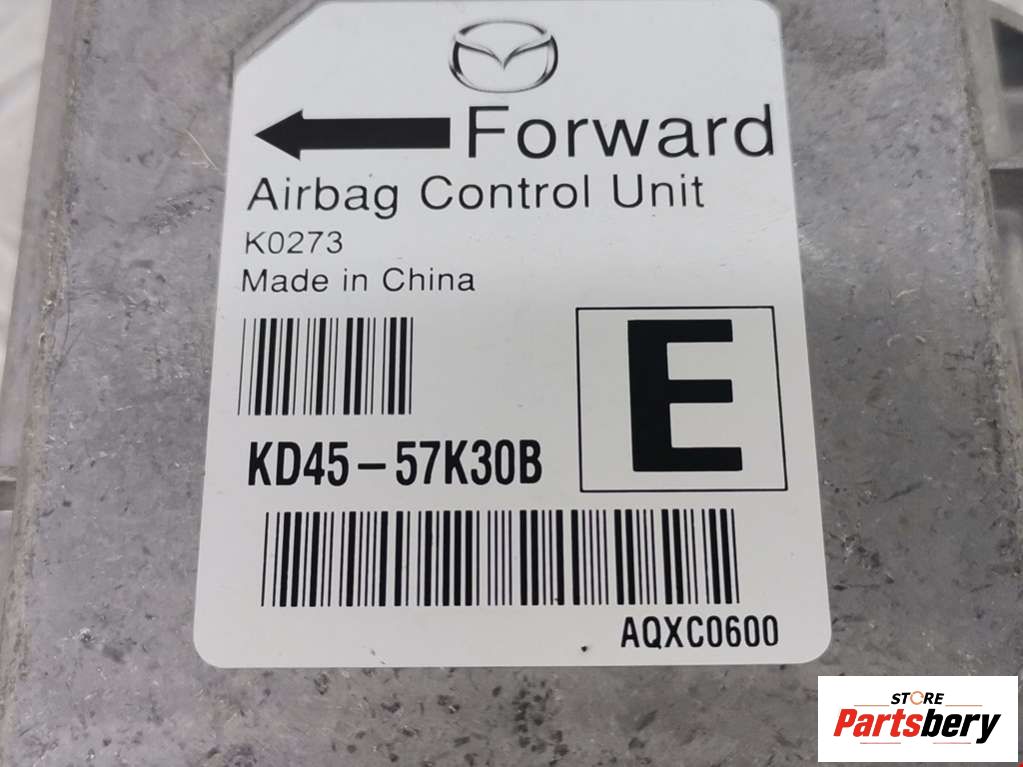 Forward
Airbag Control Unit
K0273
Made in China
E
KD45-57K30B
AQXC0600
STORE
Partsbery